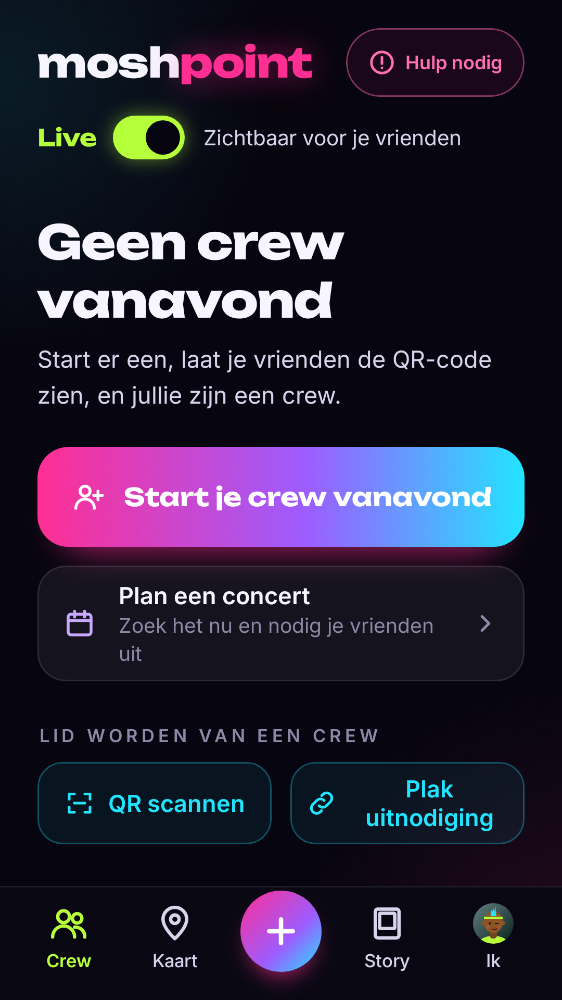 moshpoint
Hulp nodig
Live
Zichtbaar voor je vrienden
Geen crew
vanavond
Start er een, laat je vrienden de QR-code
zien, en jullie zijn een crew.
Start je crew vanavond
Plan een concert
Zoek het nu en nodig je vrienden
uit
LID WORDEN VAN EEN CREW
QR scannen
Plak
uitnodiging
Crew
Kaart
Story
Ik